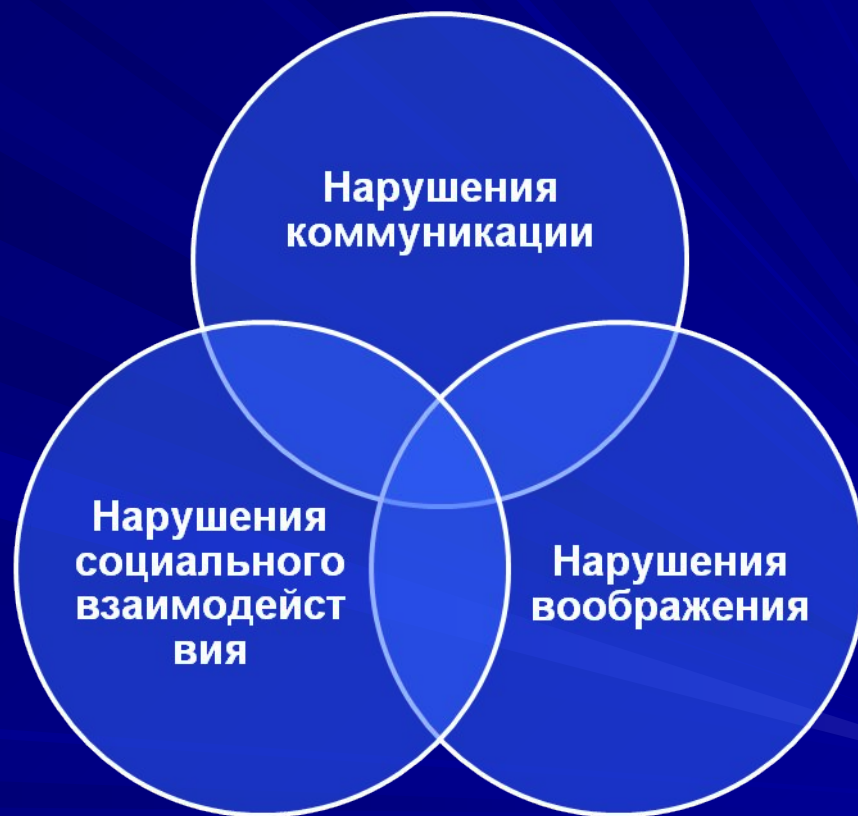 Нарушения
коммуникации
Нарушения
социального
взаимодейст
вия
Нарушения
воображения